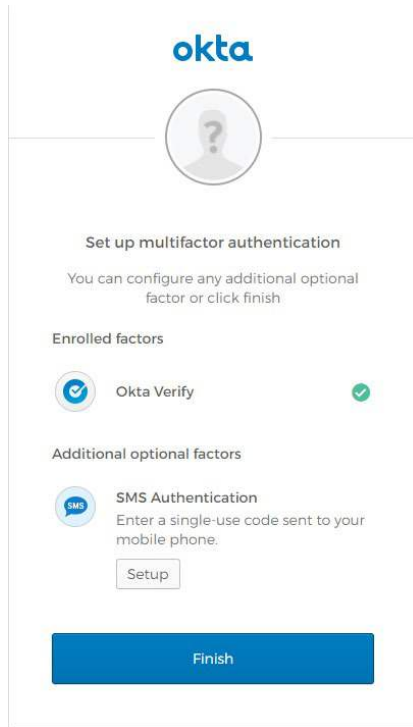 okta
?
Set up multifactor authentication
You can configure any additional optional
factor or click finish
Enrolled factors
Okta Verify
Additional optional factors
SMS
SMS Authentication
Enter a single-use code sent to your
mobile phone.
Setup
Finish